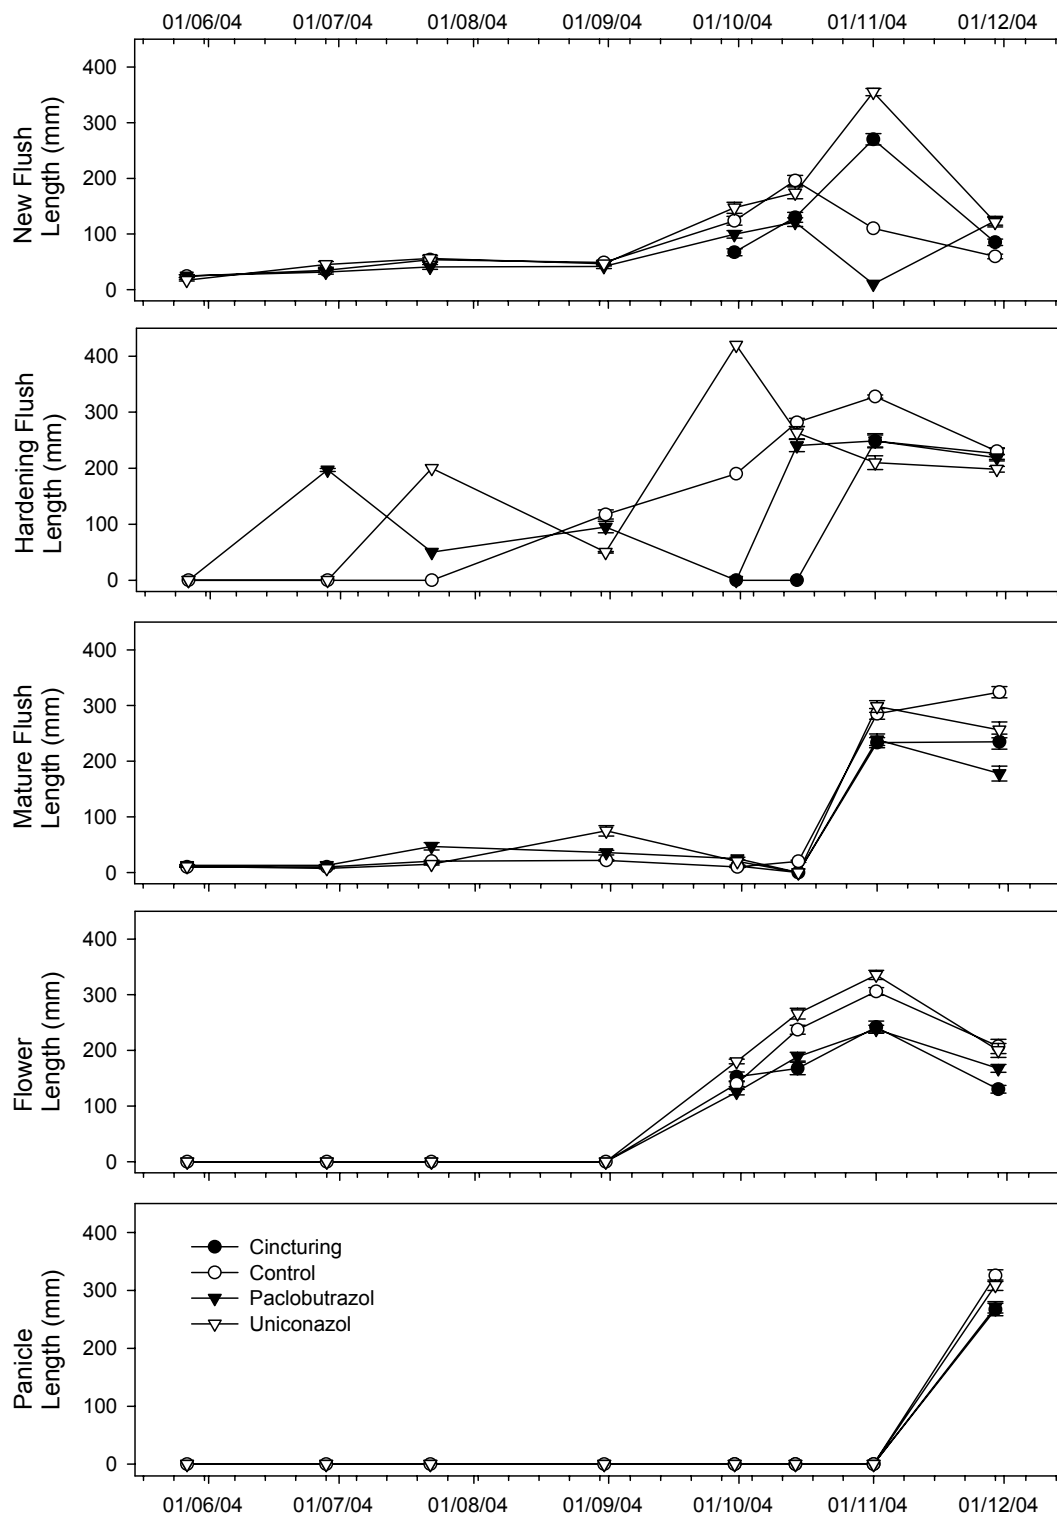 01/06/04 01/07/04 01/08/04 01/09/04 01/10/04 01/11/04 01/12/04
New Flush
Length (mm)
400
300
200
100
0
Hardening Flush
Length (mm)
400
300
200
100
0
Mature Flush
Length (mm)
400
300
200
100
0
Flower
Length (mm)
400
300
200
100
0
Panicle
Length (mm)
400
300
200
100
0
Cincturing
Control
Paclobutrazol
Uniconazol
01/06/04 01/07/04 01/08/04 01/09/04 01/10/04 01/11/04 01/12/04